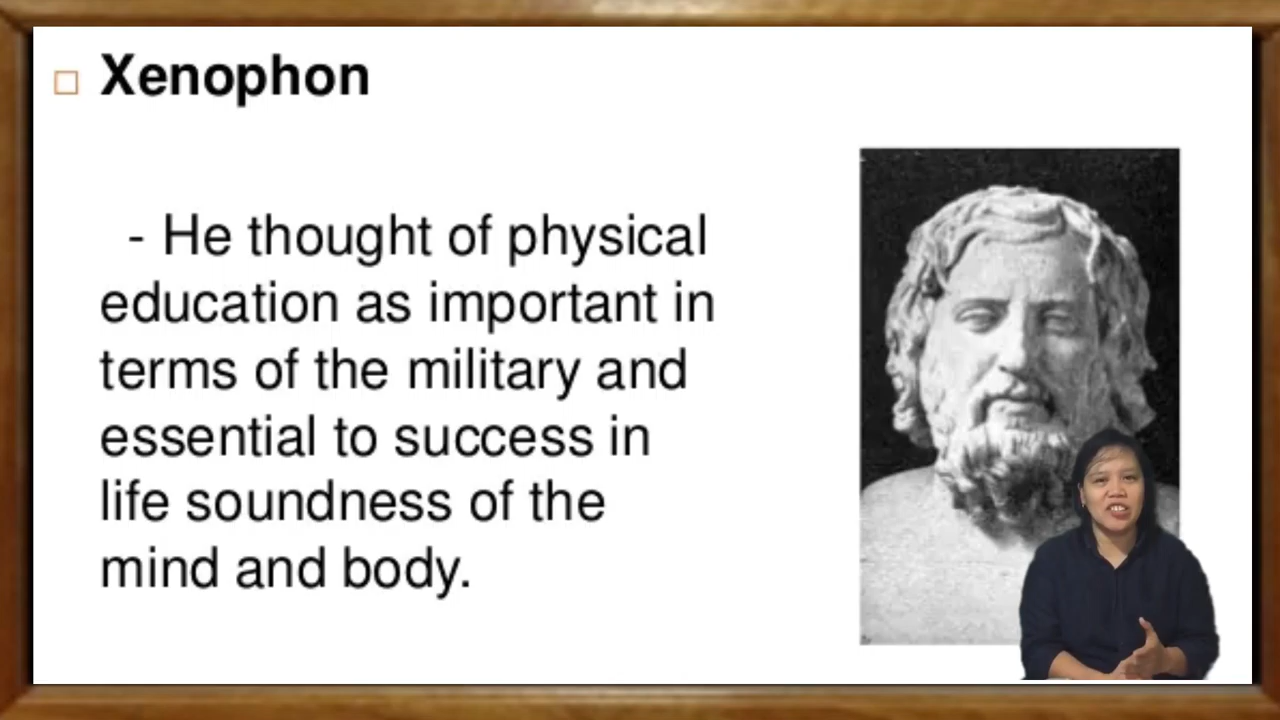 Xenophon
- He thought of physical
education as important in
terms of the military and
essential to success in
life soundness of the
mind and body.